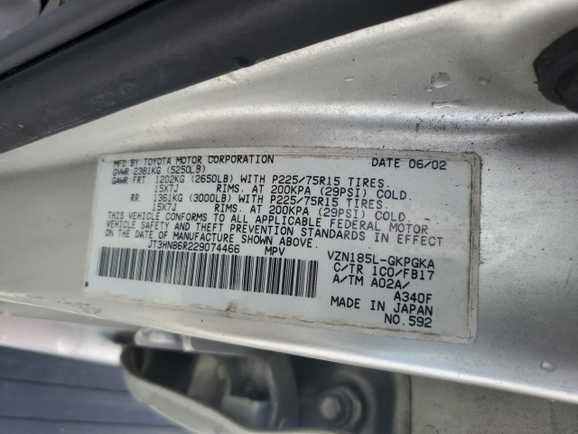 MFD BY TOYOTA MOTOR CORPORATION DATE 06/02
GVWR 2381KG (5250LB)
GAWR FRT 1202KG (2650LB) WITH P225/75R15 TIRES.
15X7J RIMS. AT 200KPA (29PSI) COLD.
RR 1361KG (3000LB) WITH P225/75R15 TIRES.
15X7J RIMS. AT 200KPA (29PSI) COLD.
THIS VEHICLE CONFORMS TO ALL APPLICABLE FEDERAL MOTOR
VEHICLE SAFETY AND THEFT PREVENTION STANDARDS IN EFFECT
ON THE DATE OF MANUFACTURE SHOWN ABOVE.
JT3HN86R229074466 MPV
VZN185L-GKPGKA
C/TR 1C0/FB17
A/TM A02A/
A340F
MADE IN JAPAN
NO.592